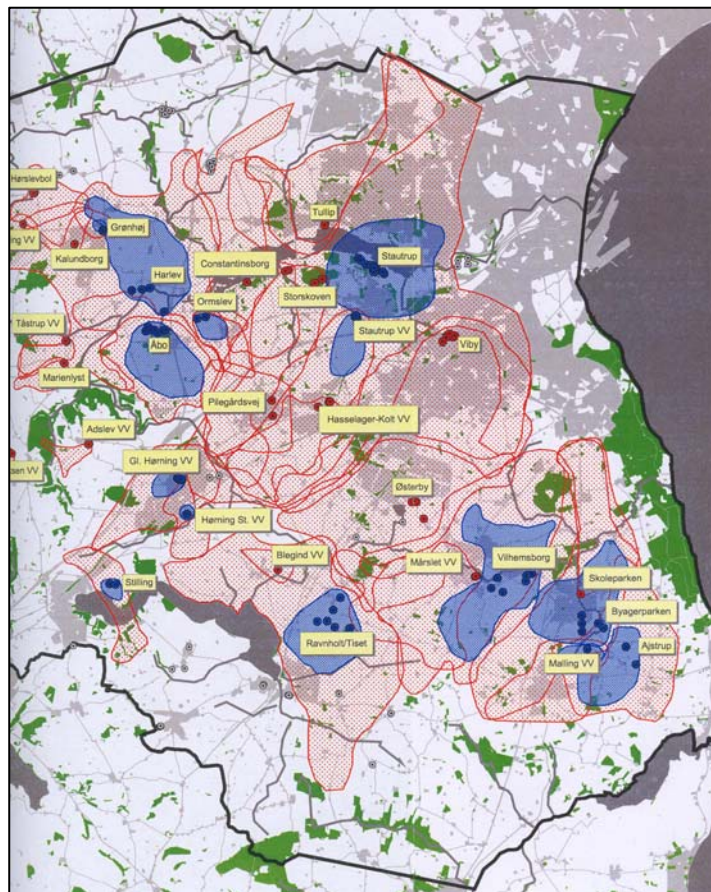 Hørslevbol
Tullip
Grønhøj
ng VV
Kalundborg
Stautrup
Constantinsborg
Harlev
Storskoven
Ormslev
Tåstrup VV
Stautrup VV
Åbo
Viby
Marienlyst
Pilegårdsvej
Hasselager-Kolt VV
Adslev VV
Gl. Hørning VV
sen VV
Østerby
Hørning St. VV
Vilhemsborg
Blegind VV
Mårslet VV
Skoleparken
Stilling
Byagerparken
Ravnholt/Tiset
Ajstrup
Malling VV